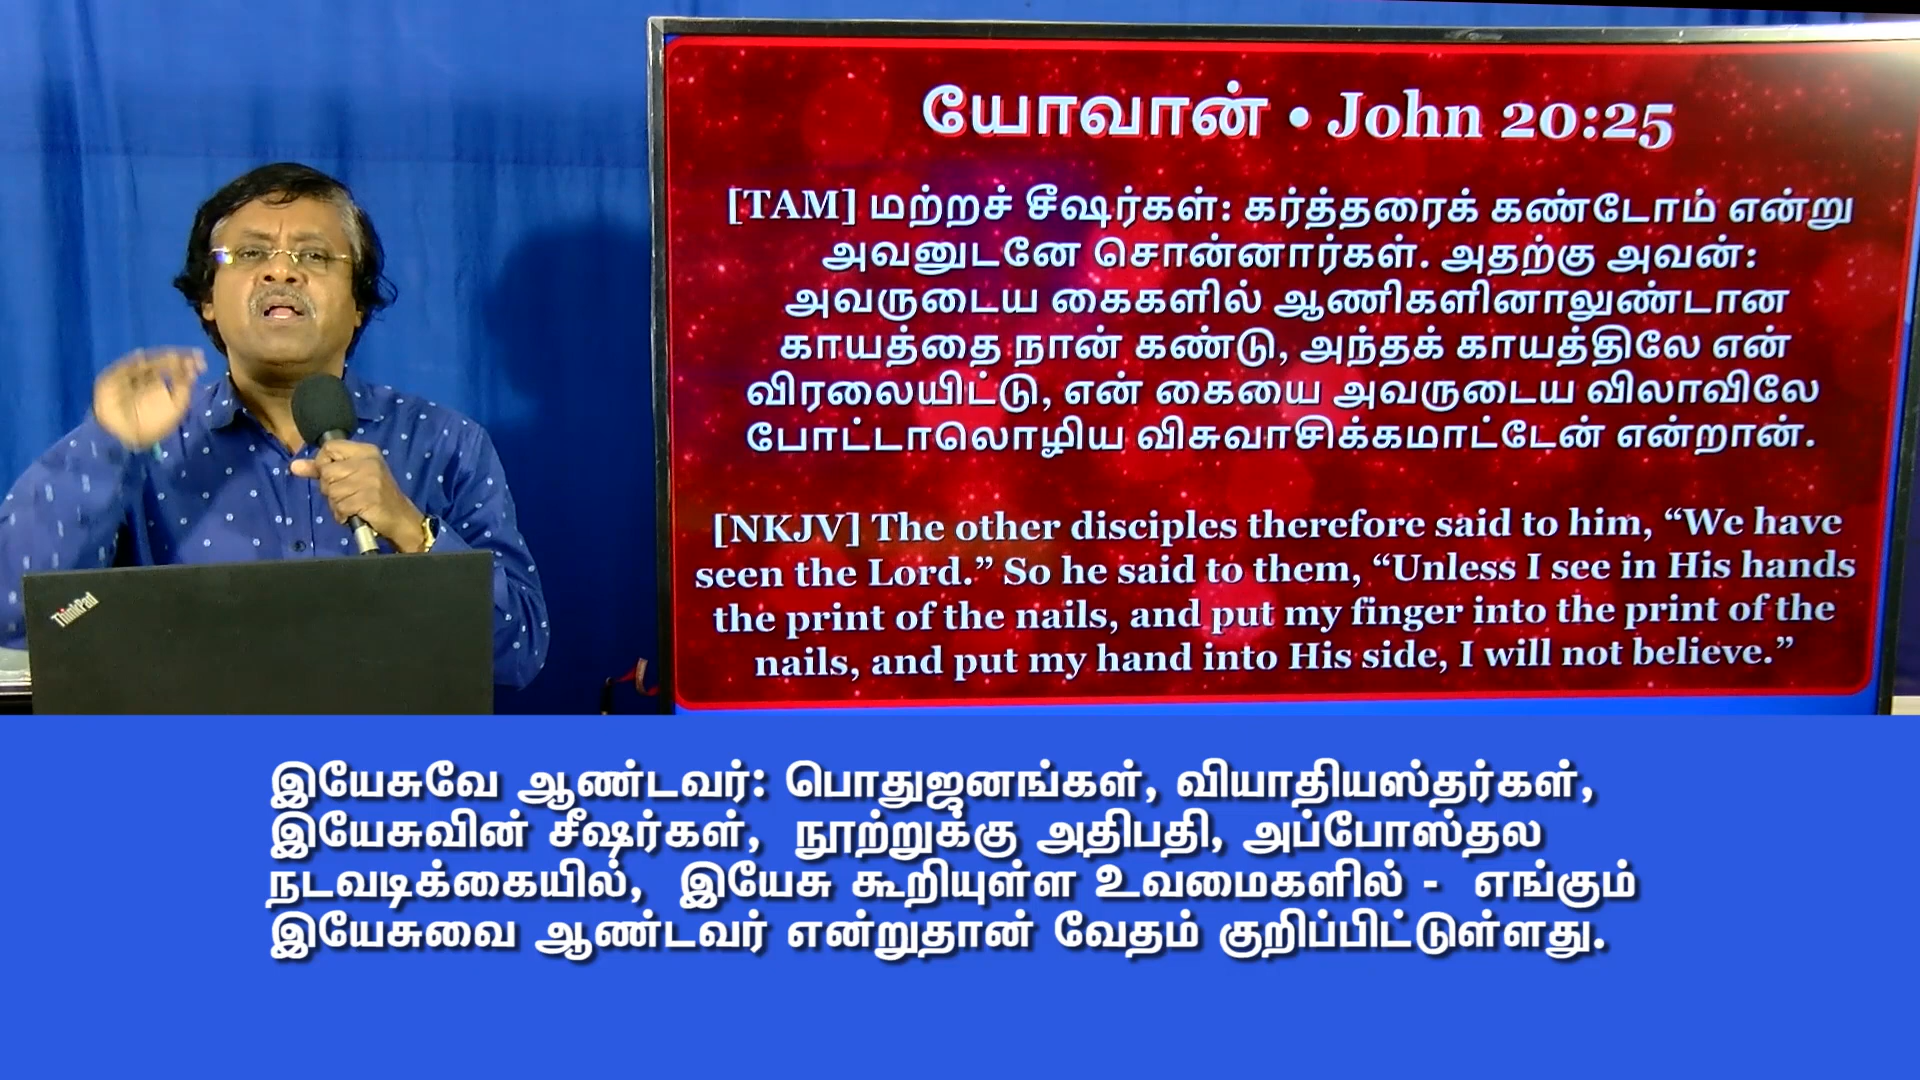 யோவான் • John 20:25
[TAM] மற்றச் சீஷர்கள்: கர்த்தரைக் கண்டோம் என்று
அவனுடனே சொன்னார்கள். அதற்கு அவன்:
அவருடைய கைகளில் ஆணிகளினாலுண்டான
காயத்தை நான் கண்டு, அந்தக் காயத்திலே என்
விரலையிட்டு, என் கையை அவருடைய விலாவிலே
போட்டாலொழிய விசுவாசிக்கமாட்டேன் என்றான்.
[NKJV] The other disciples therefore said to him, “We have
seen the Lord.” So he said to them, “Unless I see in His hands
the print of the nails, and put my finger into the print of the
nails, and put my hand into His side, I will not believe.”
ThinkPad
இயேசுவே ஆண்டவர்: பொதுஜனங்கள், வியாதியஸ்தர்கள்,
இயேசுவின் சீஷர்கள், நூற்றுக்கு அதிபதி, அப்போஸ்தல
நடவடிக்கையில், இயேசு கூறியுள்ள உவமைகளில் - எங்கும்
இயேசுவை ஆண்டவர் என்றுதான் வேதம் குறிப்பிட்டுள்ளது.